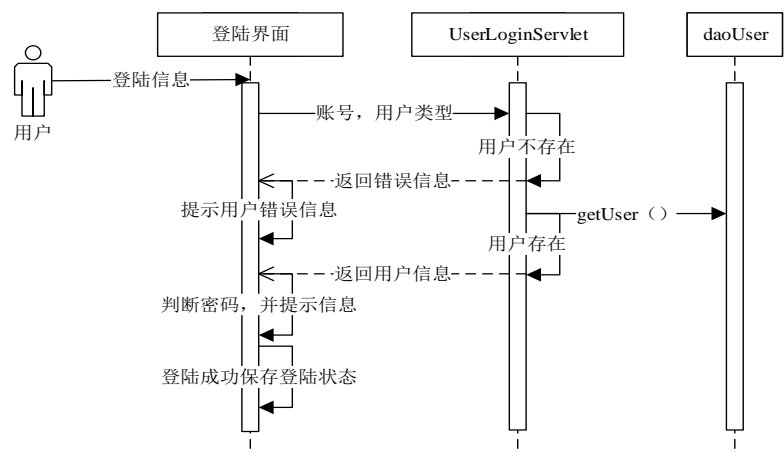 登陆界面
UserLoginServlet
daoUser
登陆信息
用户
账号，用户类型
用户不存在
返回错误信息
提示用户错误信息
getUser（）
用户存在
返回用户信息
判断密码，并提示信息
登陆成功保存登陆状态